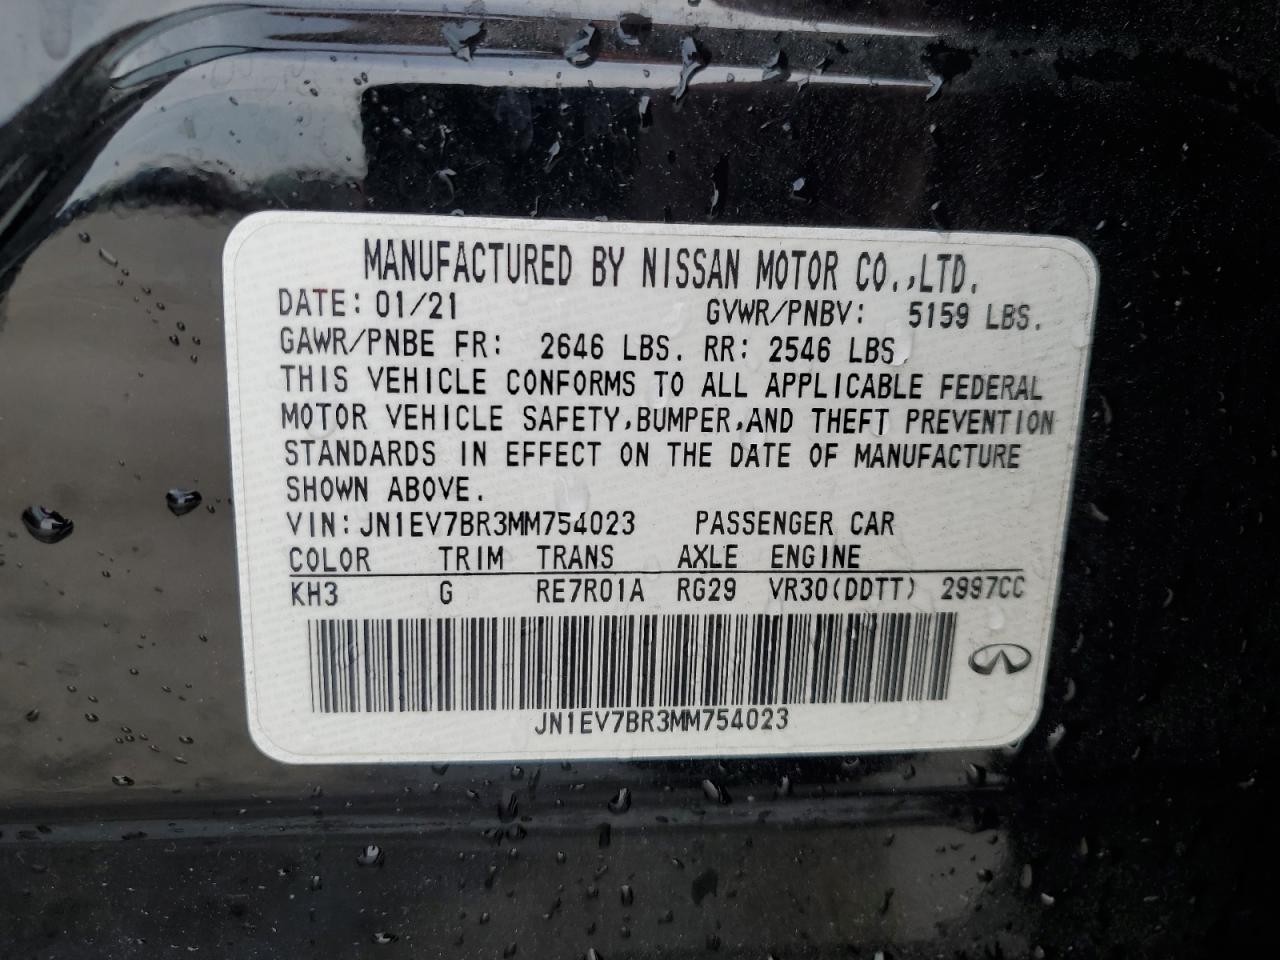 MANUFACTURED BY NISSAN MOTOR CO.,LTD.
DATE: 01/21 GVWR/PNBV: 5159 LBS.
GAWR/PNBE FR: 2646 LBS. RR: 2546 LBS.
THIS VEHICLE CONFORMS TO ALL APPLICABLE FEDERAL
MOTOR VEHICLE SAFETY,BUMPER,AND THEFT PREVENTION
STANDARDS IN EFFECT ON THE DATE OF MANUFACTURE
SHOWN ABOVE.
VIN: JN1EV7BR3MM754023 PASSENGER CAR
COLOR TRIM TRANS AXLE ENGINE
KH3 G RE7R01A RG29 VR30(DDTT) 2997CC
JN1EV7BR3MM754023